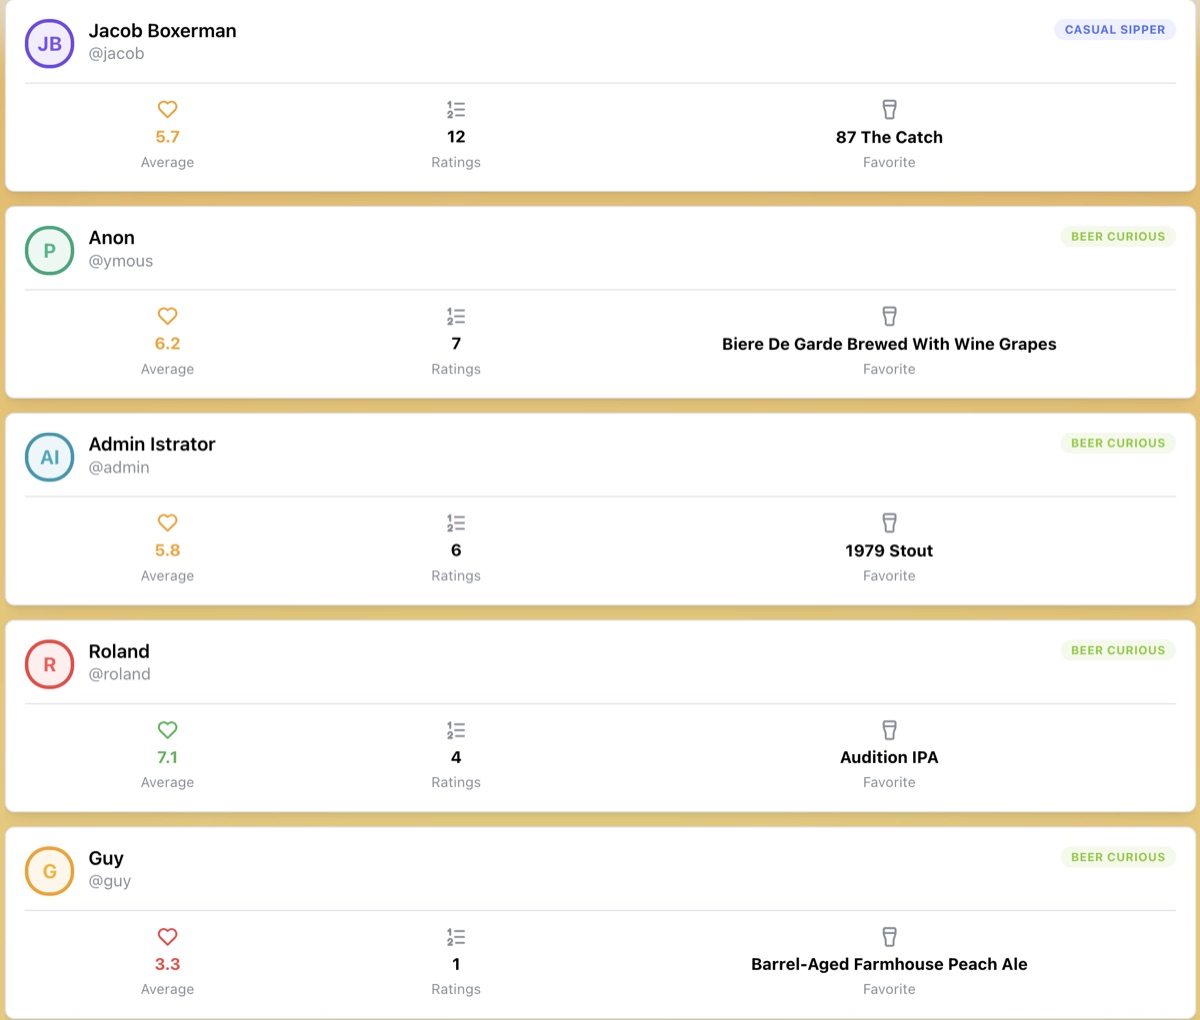 JB
Jacob Boxerman
@jacob
CASUAL SIPPER
5.7
Average
12
Ratings
87 The Catch
Favorite
P
Anon
@ymous
BEER CURIOUS
6.2
Average
7
Ratings
Biere De Garde Brewed With Wine Grapes
Favorite
AI
Admin Istrator
@admin
BEER CURIOUS
5.8
Average
6
Ratings
1979 Stout
Favorite
R
Roland
@roland
BEER CURIOUS
7.1
Average
4
Ratings
Audition IPA
Favorite
G
Guy
@guy
BEER CURIOUS
3.3
Average
1
Ratings
Barrel-Aged Farmhouse Peach Ale
Favorite